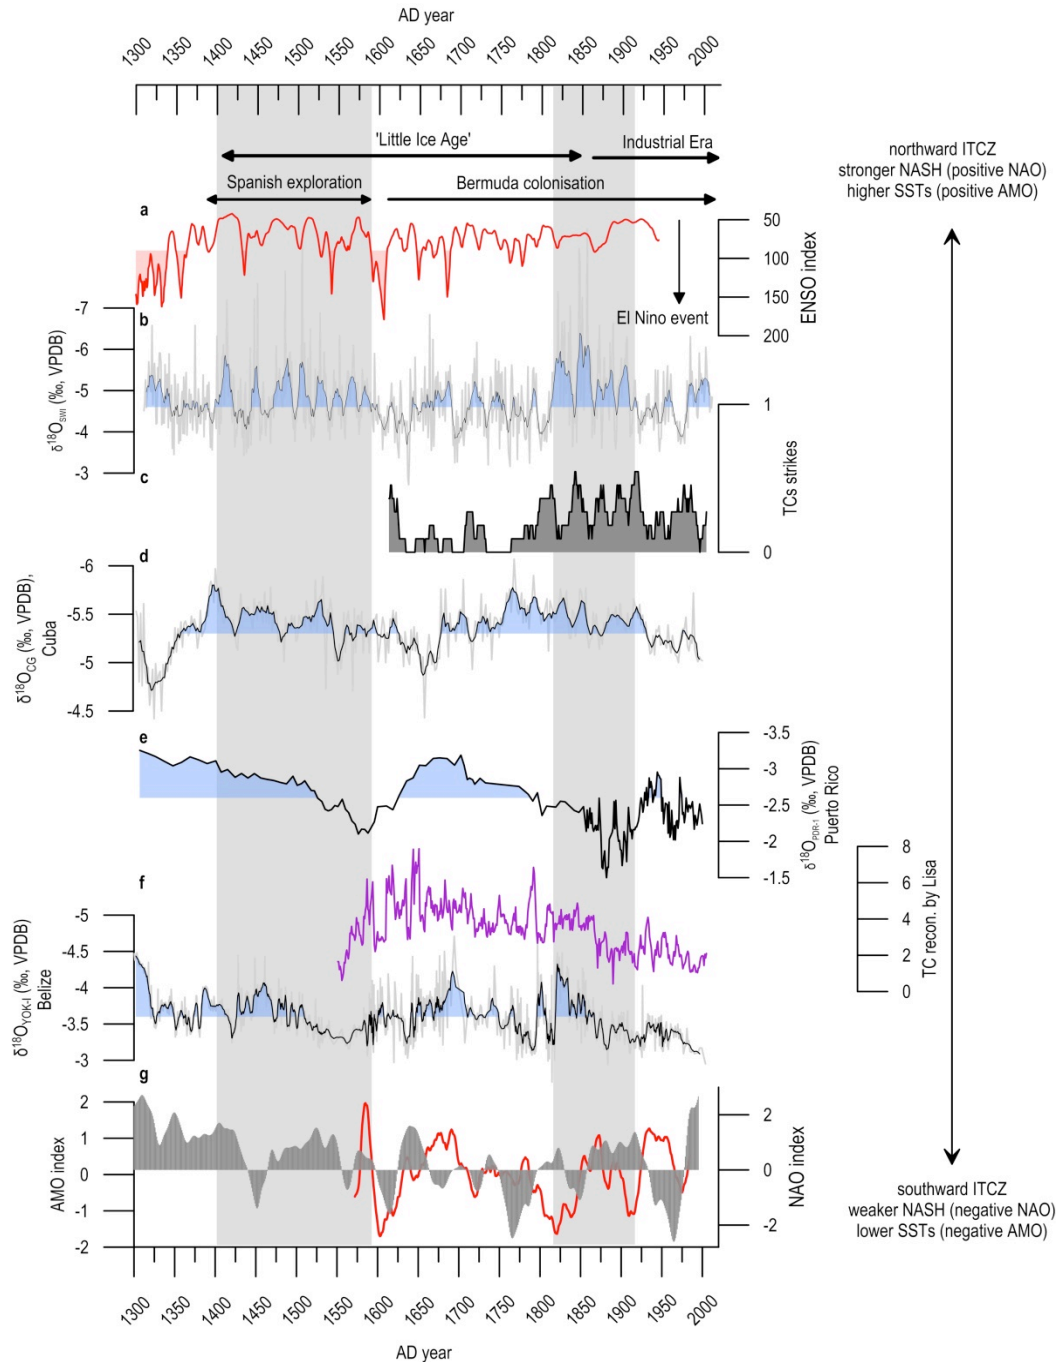 AD year
1300 1350 1400 1450 1500 1550 1600 1650 1700 1750 1800 1850 1900 1950 2000
'Little Ice Age'
Industrial Era
Spanish exploration
Bermuda colonisation
northward ITCZ
stronger NASH (positive NAO)
higher SSTs (positive AMO)
a
50
100
150
200
ENSO index
El Nino event
b
-7
-6
-5
-4
-3
δ18OSWI (‰, VPDB)
c
1
0
TCs strikes
d
-6
-5.5
-5
-4.5
δ18OCG (‰, VPDB),
Cuba
e
-3.5
-3
-2.5
-2
-1.5
δ18OPDR-1 (‰, VPDB)
Puerto Rico
f
8
6
4
2
0
TC recon. by Lisa
-5
-4.5
-4
-3.5
-3
δ18OYOK-I (‰, VPDB)
Belize
g
2
1
0
-1
-2
AMO index
2
0
-2
NAO index
southward ITCZ
weaker NASH (negative NAO)
lower SSTs (negative AMO)
1300 1350 1400 1450 1500 1550 1600 1650 1700 1750 1800 1850 1900 1950 2000
AD year